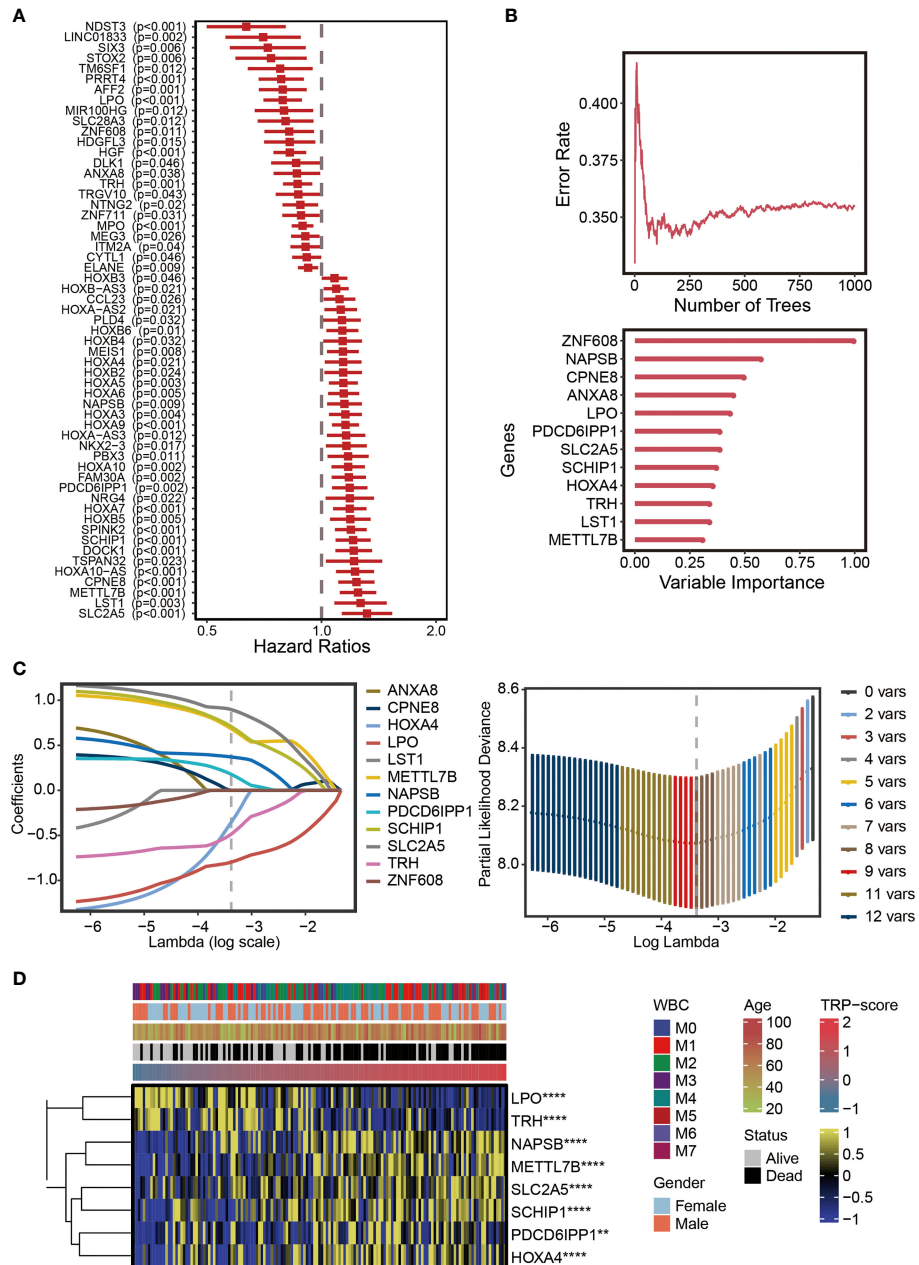 A
NDST3 (p<0.001)
LINC01833 (p=0.002)
SIX3 (p=0.006)
STOX2 (p=0.006)
TM6SF1 (p=0.012)
PRRT4 (p<0.001)
AFF2 (p=0.001)
LPO (p<0.001)
MIR100HG (p=0.012)
SLC28A3 (p=0.012)
ZNF608 (p=0.011)
HDGFL3 (p=0.015)
HGF (p<0.001)
DLK1 (p=0.046)
ANXA8 (p=0.038)
TRH (p=0.001)
TRGV10 (p=0.043)
NTNG2 (p=0.02)
ZNF711 (p=0.031)
MPO (p<0.001)
MEG3 (p=0.026)
ITM2A (p=0.04)
CYTL1 (p=0.046)
ELANE (p=0.009)
HOXB3 (p=0.046)
HOXB−AS3 (p=0.021)
CCL23 (p=0.026)
HOXA−AS2 (p=0.021)
PLD4 (p=0.032)
HOXB6 (p=0.01)
HOXB4 (p=0.032)
MEIS1 (p=0.008)
HOXA4 (p=0.021)
HOXB2 (p=0.024)
HOXA5 (p=0.003)
HOXA6 (p=0.005)
NAPSB (p=0.009)
HOXA3 (p=0.004)
HOXA9 (p<0.001)
HOXA−AS3 (p=0.012)
NKX2−3 (p=0.017)
PBX3 (p=0.011)
HOXA10 (p=0.002)
FAM30A (p=0.002)
PDCD6IPP1 (p=0.002)
NRG4 (p=0.022)
HOXA7 (p<0.001)
HOXB5 (p=0.005)
SPINK2 (p<0.001)
SCHIP1 (p<0.001)
DOCK1 (p<0.001)
TSPAN32 (p=0.023)
HOXA10−AS (p<0.001)
CPNE8 (p<0.001)
METTL7B (p<0.001)
LST1 (p=0.003)
SLC2A5 (p<0.001)
0.5 1.0 2.0
Hazard Ratios
B
Error Rate
0.400
0.375
0.350
0 250 500 750 1000
Number of Trees
Genes
ZNF608
NAPSB
CPNE8
ANXA8
LPO
PDCD6IPP1
SLC2A5
SCHIP1
HOXA4
TRH
LST1
METTL7B
0.00 0.25 0.50 0.75 1.00
Variable Importance
C
Coefficients
1.0
0.5
0.0
−0.5
−1.0
−6 −5 −4 −3 −2
Lambda (log scale)
ANXA8
CPNE8
HOXA4
LPO
LST1
METTL7B
NAPSB
PDCD6IPP1
SCHIP1
SLC2A5
TRH
ZNF608
Partial Likelihood Deviance
8.6
8.4
8.2
8.0
−6 −5 −4 −3 −2
Log Lambda
0 vars
2 vars
3 vars
4 vars
5 vars
6 vars
7 vars
8 vars
9 vars
11 vars
12 vars
D
LPO****
TRH****
NAPSB****
METTL7B****
SLC2A5****
SCHIP1****
PDCD6IPP1**
HOXA4****
WBC
M0
M1
M2
M3
M4
M5
M6
M7
Gender
Female
Male
Age
100
80
60
40
20
Status
Alive
Dead
TRP−score
2
1
0
−1
1
0.5
0
−0.5
−1